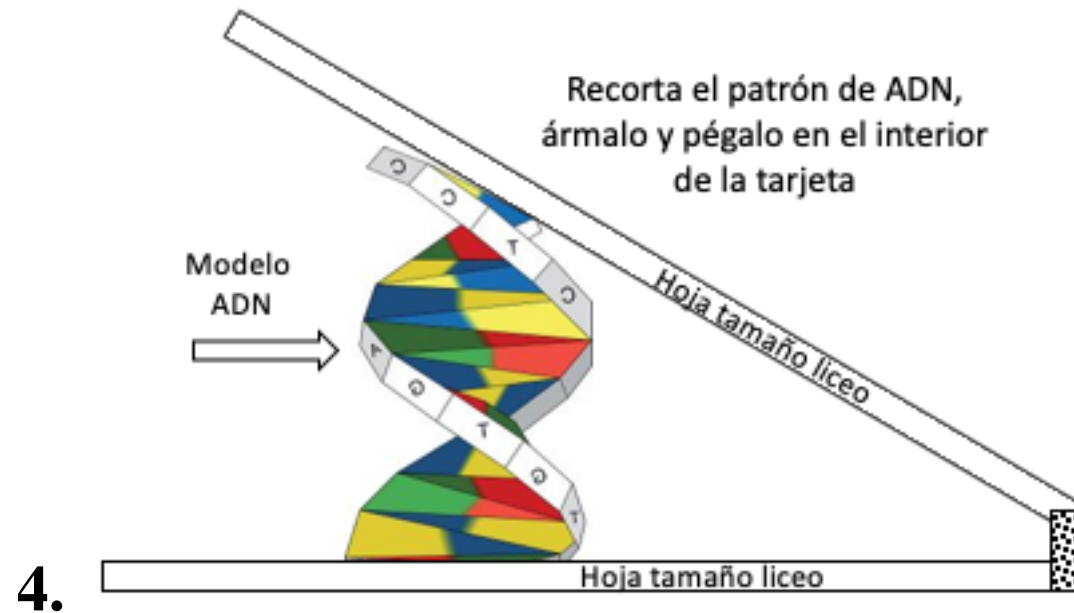 Recorta el patrón de ADN,
ármalo y pégalo en el interior
de la tarjeta
Modelo
ADN
Hoja tamaño liceo
C
C
T
C
A
G
T
G
T
4.
Hoja tamaño liceo